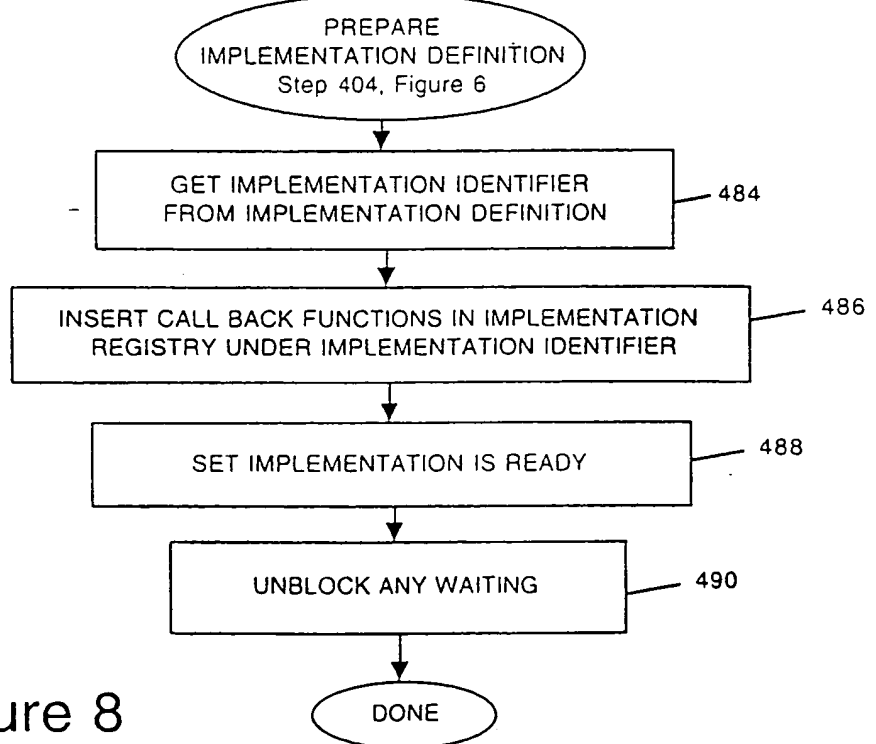 PREPARE
IMPLEMENTATION DEFINITION
Step 404, Figure 6
GET IMPLEMENTATION IDENTIFIER
FROM IMPLEMENTATION DEFINITION
484
INSERT CALL BACK FUNCTIONS IN IMPLEMENTATION
REGISTRY UNDER IMPLEMENTATION IDENTIFIER
486
SET IMPLEMENTATION IS READY
488
UNBLOCK ANY WAITING
490
DONE
ure 8